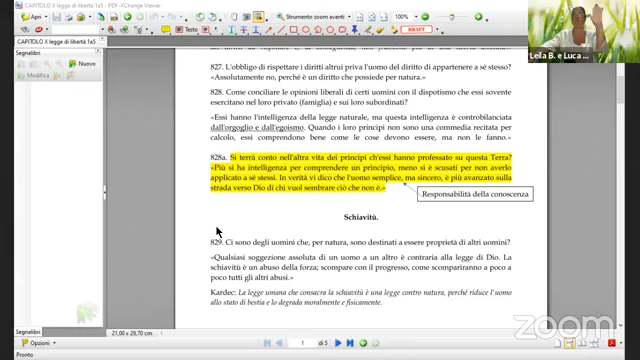 CAPITOLO X legge di libertà 1a5 - PDF-XChange Viewer
Apri
Strumento zoom avanti
100%
DRAFT
CAPITOLO X legge di libertà 1a5
Segnalibri
Nuovo
Modifica
827. L'obbligo di rispettare i diritti altrui priva l'uomo del diritto di appartenere a sé stesso?
«Assolutamente no, perché è un diritto che possiede per natura.»
828. Come conciliare le opinioni liberali di certi uomini con il dispotismo che essi sovente
esercitano nel loro privato (famiglia) e sui loro subordinati?
«Essi hanno l'intelligenza della legge naturale, ma questa intelligenza è controbilanciata
dall'orgoglio e dall'egoismo. Quando i loro principi non sono una commedia recitata per
calcolo, essi comprendono bene come le cose devono essere, ma non le fanno.»
828a. Si terrà conto nell'altra vita dei principi ch'essi hanno professato su questa Terra?
«Più si ha intelligenza per comprendere un principio, meno si è scusati per non averlo
applicato a sé stessi. In verità vi dico che l'uomo semplice, ma sincero, è più avanzato sulla
strada verso Dio di chi vuol sembrare ciò che non è.»
Responsabilità della conoscenza
Schiavitù.
829. Ci sono degli uomini che, per natura, sono destinati a essere proprietà di altri uomini?
«Qualsiasi soggezione assoluta di un uomo a un altro è contraria alla legge di Dio. La
schiavitù è un abuso della forza; scompare con il progresso, come scompariranno a poco a
poco tutti gli altri abusi.»
Kardec: La legge umana che consacra la schiavitù è una legge contro natura, perché riduce l'uomo
allo stato di bestia e lo degrada moralmente e fisicamente.
Segnalibri
21,00 x 29,70 cm
1
di 5
Pronto
Leila B. e Luca
LIVE
zoom